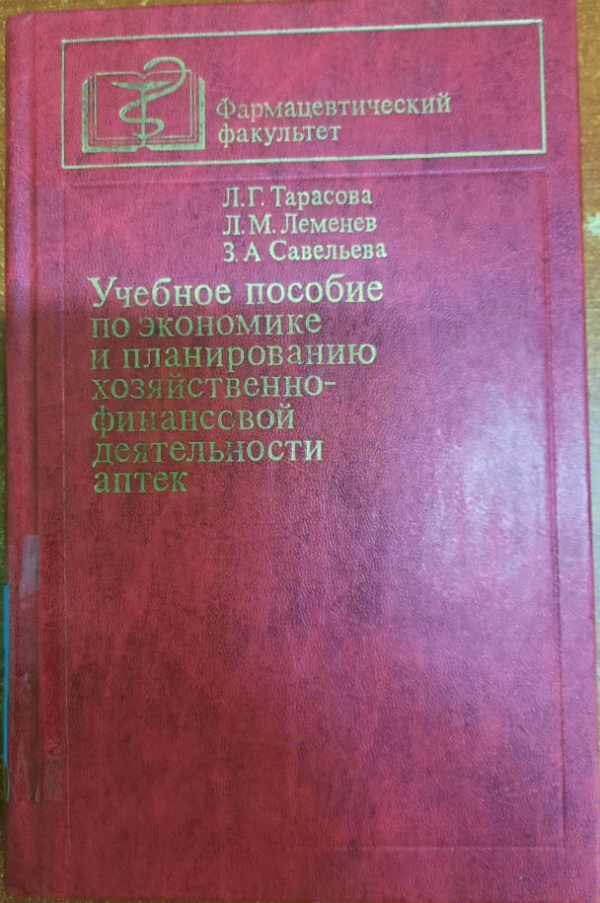 Фармацевтический
факультет
Л. Г. Тарасова
Л. М. Леменев
З. А Савельева
Учебное пособие
по экономике
и планированию
хозяйственно-
финансовой
деятельности
аптек